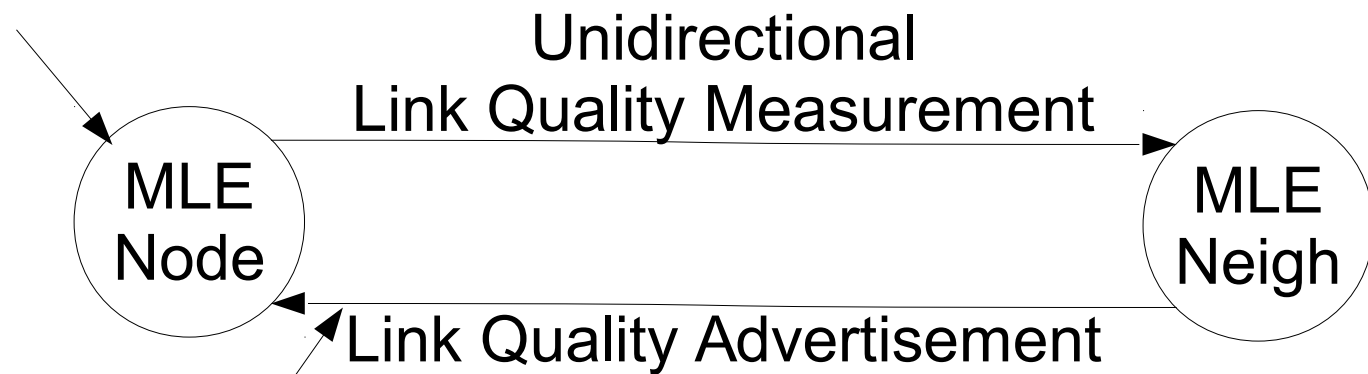 Unidirectional
Link Quality Measurement
MLE
Node
MLE
Neigh
Link Quality Advertisement